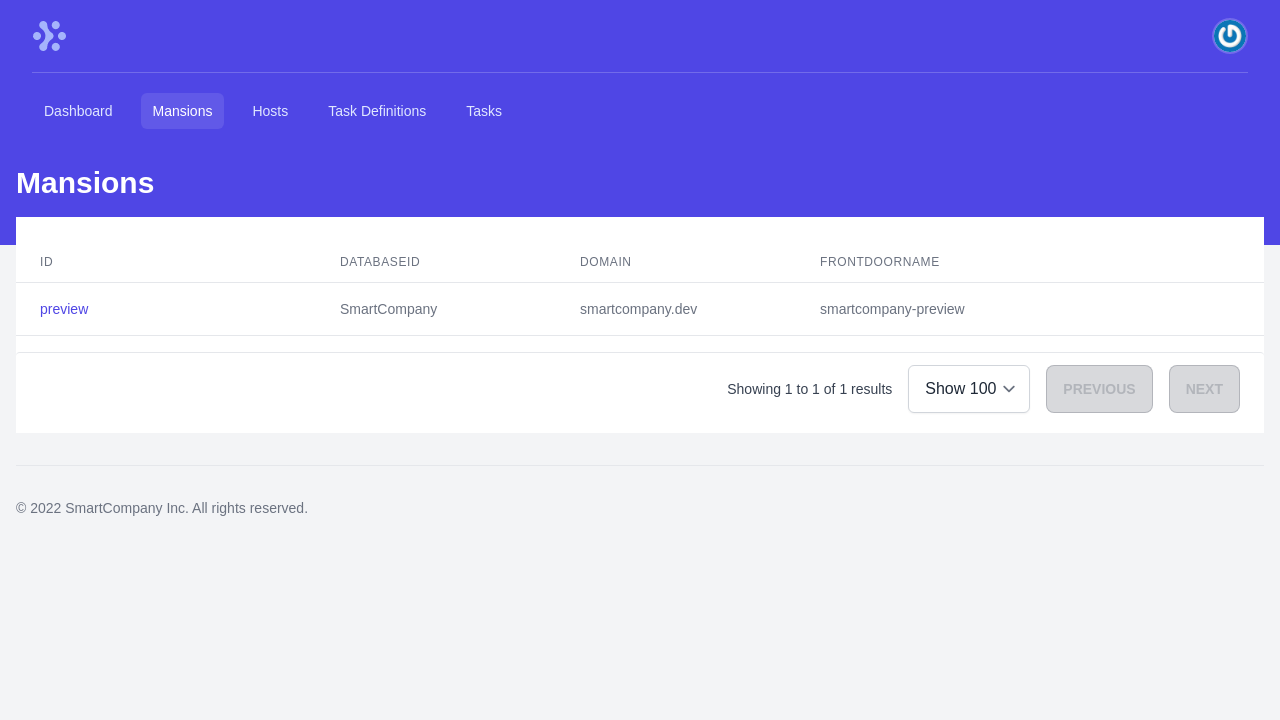 Dashboard Mansions Hosts Task Definitions Tasks
Mansions
ID DATABASEID DOMAIN FRONTDOORNAME
preview SmartCompany smartcompany.dev smartcompany-preview
Showing 1 to 1 of 1 results Show 100 PREVIOUS NEXT
© 2022 SmartCompany Inc. All rights reserved.